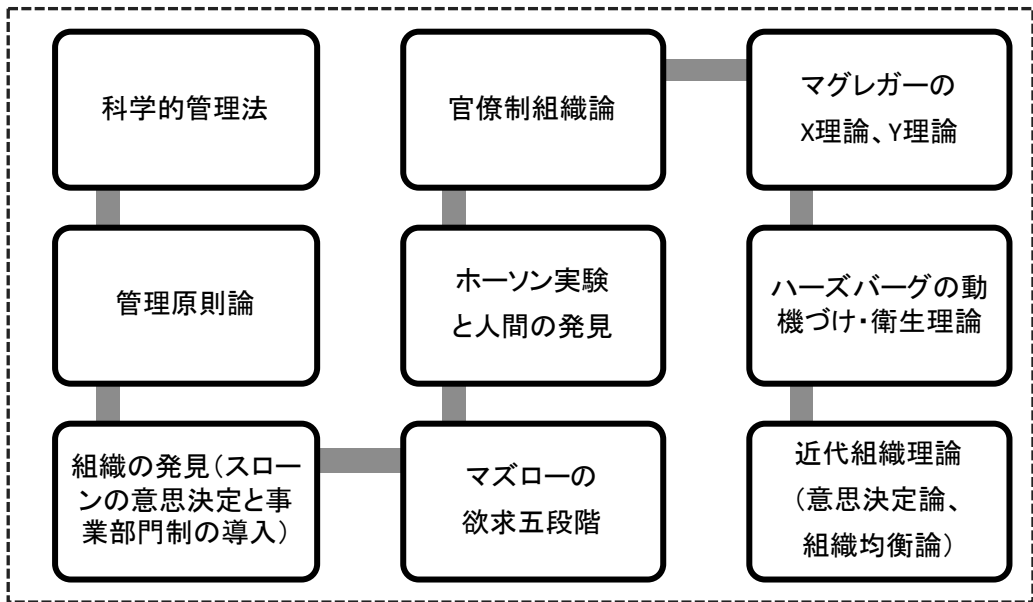 科学的管理法
管理原則論
組織の発見（スロー
ンの意思決定と事
業部門制の導入）
マズローの
欲求五段階
ホーソン実験
と人間の発見
官僚制組織論
マグレガーの
X理論、Y理論
ハーズバーグの動
機づけ・衛生理論
近代組織理論
（意思決定論、
組織均衡論）